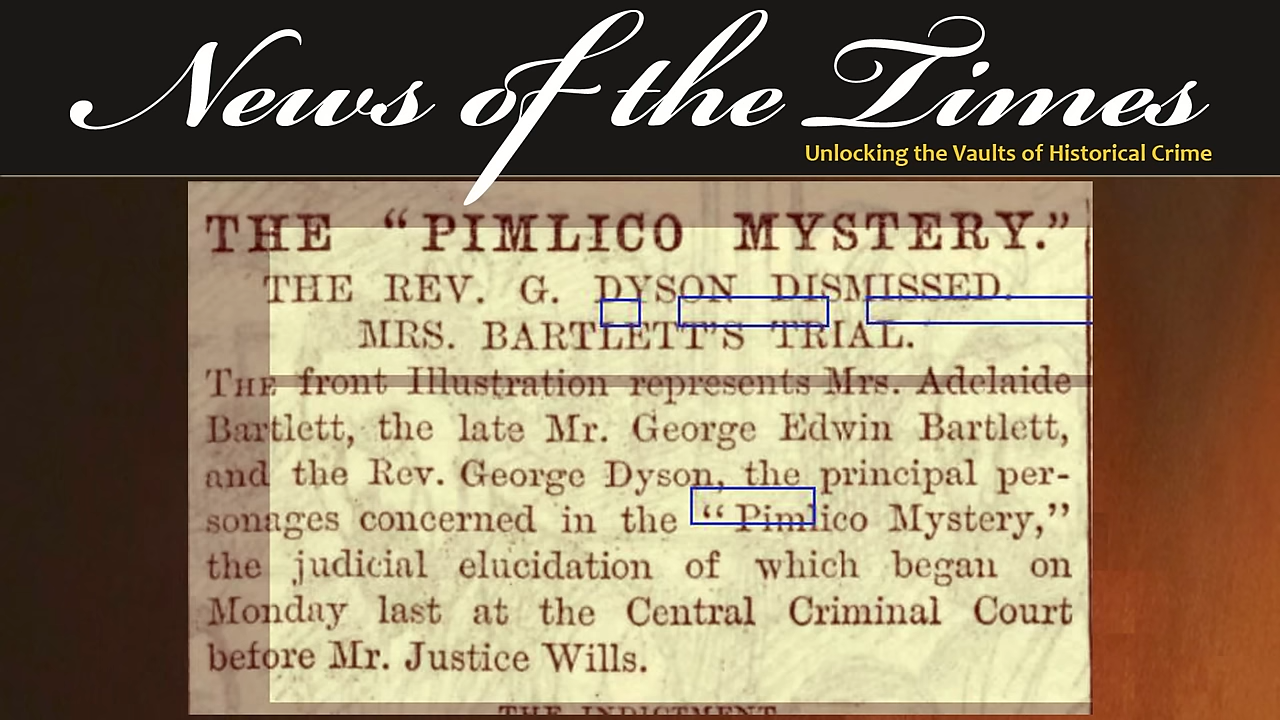 News of the Times
Unlocking the Vaults of Historical Crime
THE “PIMLICO MYSTERY.”
THE REV. G. DYSON DISMISSED.
MRS. BARTLETT'S TRIAL.
THE front Illustration represents Mrs. Adelaide
Bartlett, the late Mr. George Edwin Bartlett,
and the Rev. George Dyson, the principal per-
sonages concerned in the “Pimlico Mystery,”
the judicial elucidation of which began on
Monday last at the Central Criminal Court
before Mr. Justice Wills.
THE INDICTMENT